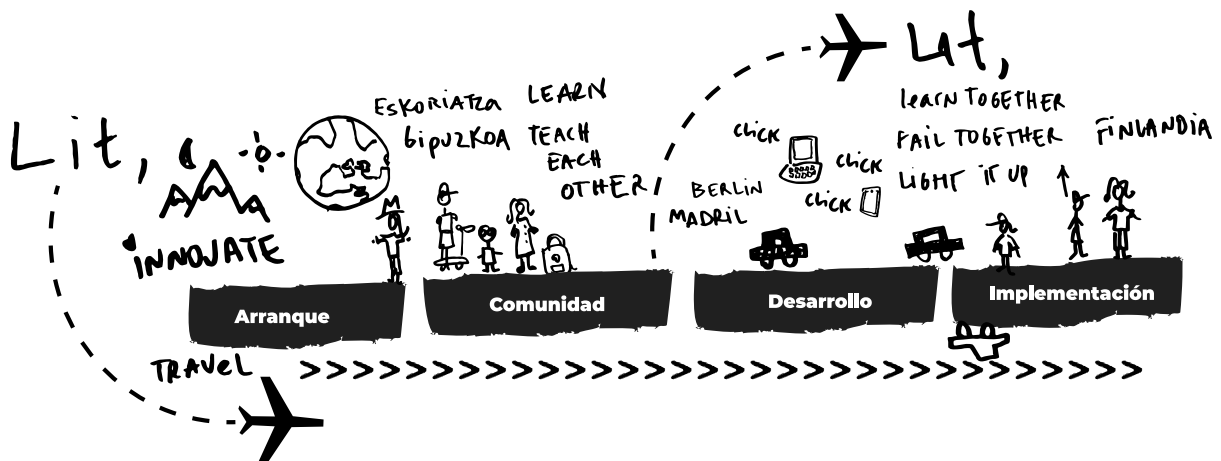 Lit,
INNOVATE
ESKORIATZA
GIPUZKOA
LEARN
TEACH
EACH
OTHER
BERLIN
MADRIL
CLICK
CLICK
CLICK
Lit,
LEARN TOGETHER
FAIL TOGETHER
LIGHT IT UP
FINLANDIA
Arranque
Comunidad
Desarrollo
Implementación
TRAVEL
>>>>>>>>>>>>>>>>>>>>>>>>>>>>>>>>>>>>>>>>>>>>>